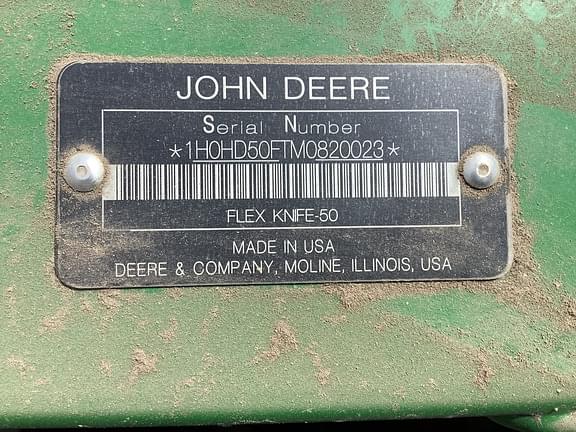 JOHN DEERE
Serial Number
*1H0HD50FTM0820023*
FLEX KNIFE-50
MADE IN USA
DEERE & COMPANY, MOLINE, ILLINOIS, USA